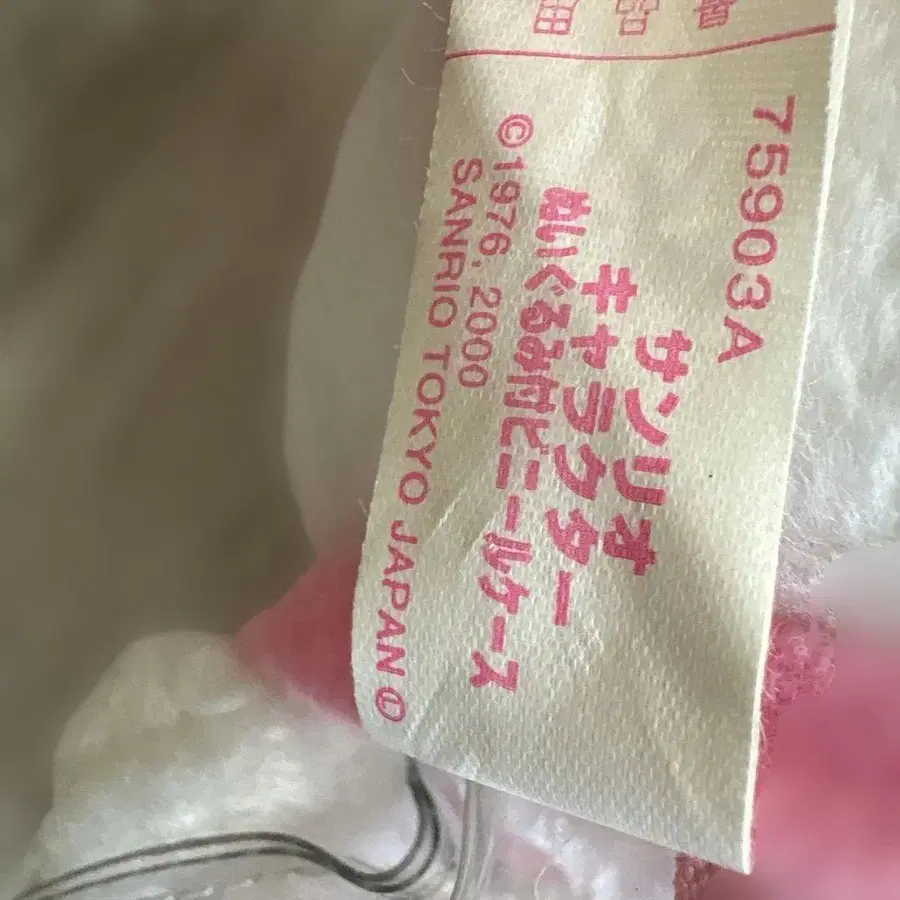 75903A
サンリオ
キャラクター
ぬいぐるみ付ビニールケース
©1976, 2000
SANRIO TOKYO JAPAN Ⓛ